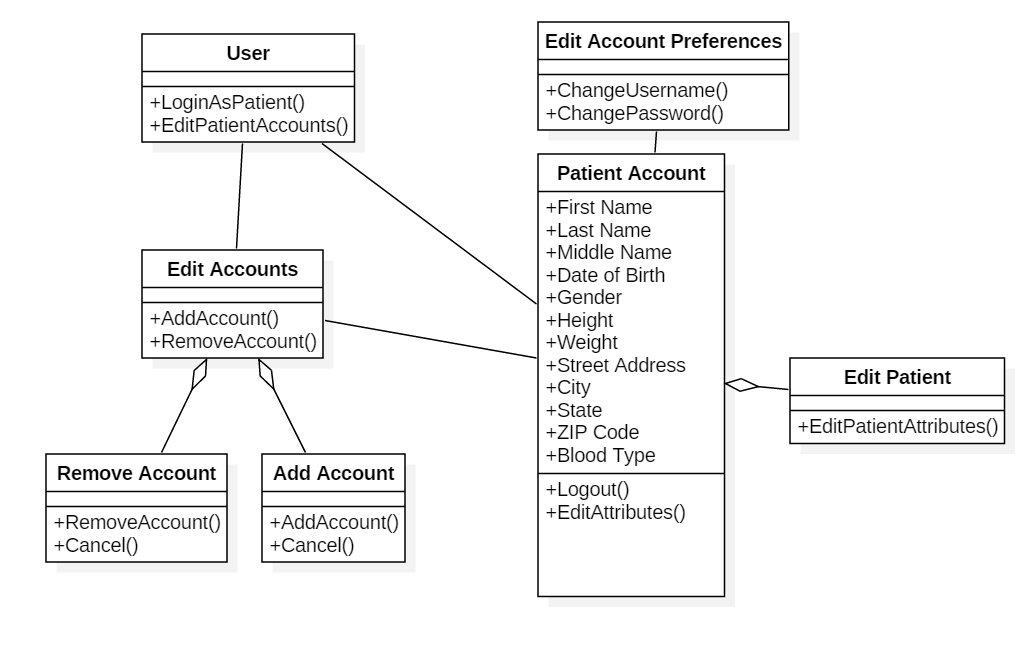 User
+LoginAsPatient()
+EditPatientAccounts()
Edit Account Preferences
+ChangeUsername()
+ChangePassword()
Patient Account
+First Name
+Last Name
+Middle Name
+Date of Birth
+Gender
+Height
+Weight
+Street Address
+City
+State
+ZIP Code
+Blood Type
+Logout()
+EditAttributes()
Edit Accounts
+AddAccount()
+RemoveAccount()
Edit Patient
+EditPatientAttributes()
Remove Account
+RemoveAccount()
+Cancel()
Add Account
+AddAccount()
+Cancel()